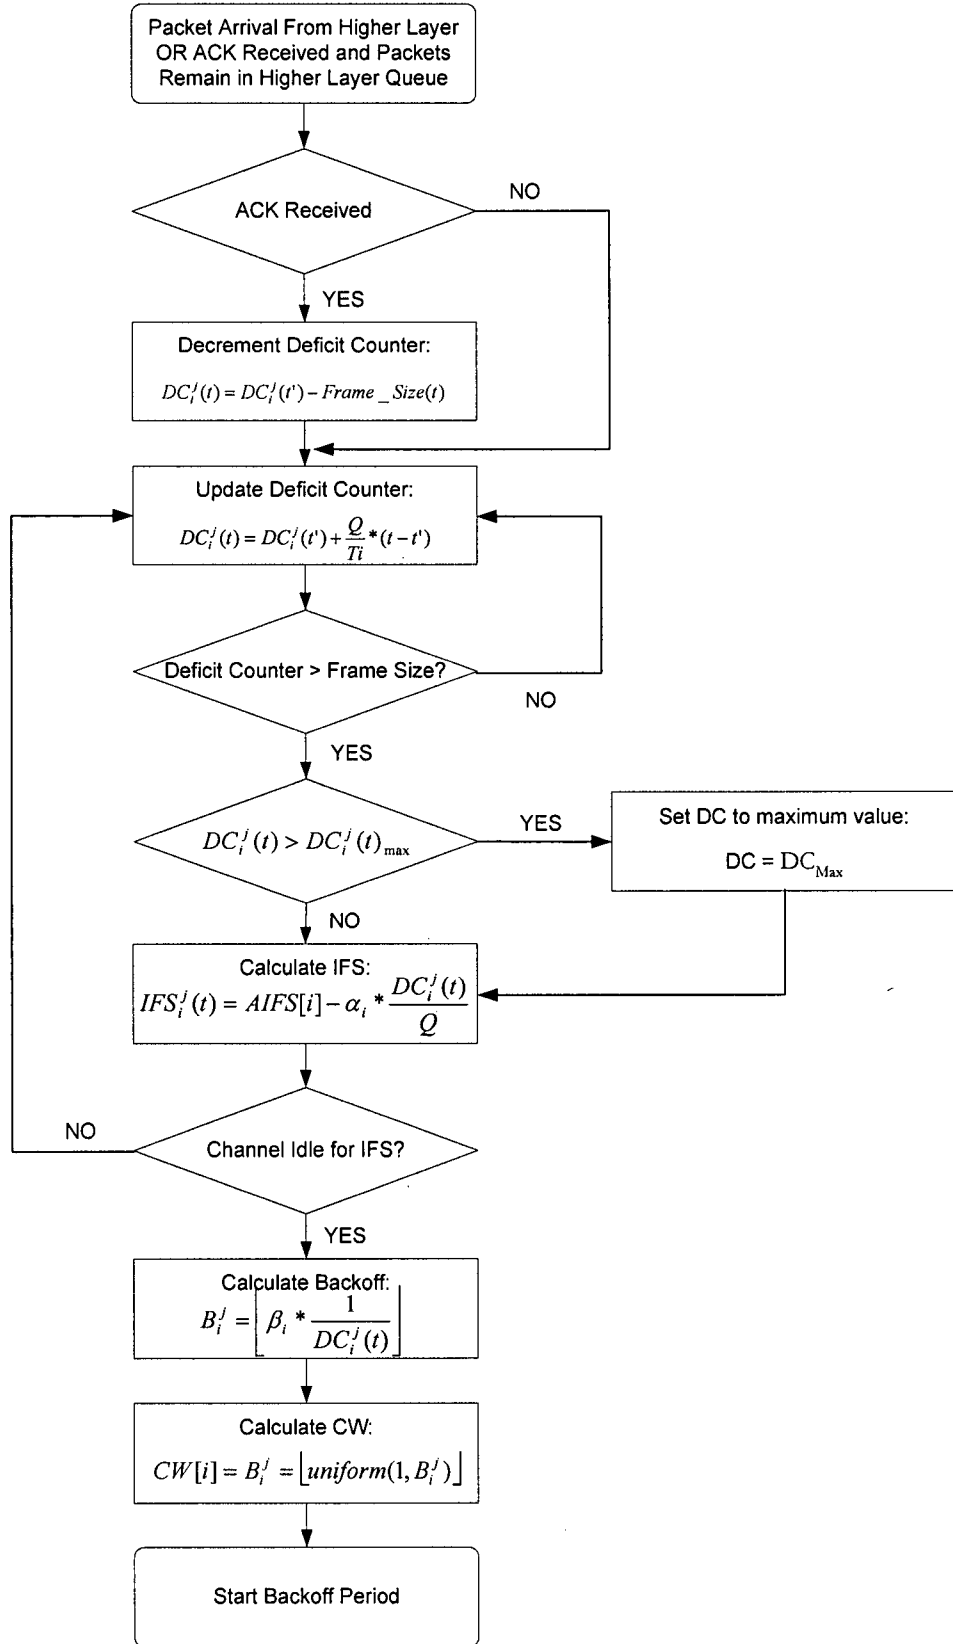 Packet Arrival From Higher Layer
OR ACK Received and Packets
Remain in Higher Layer Queue
ACK Received
NO
YES
Decrement Deficit Counter:
DC_i^j(t) = DC_i^j(t') − Frame _ Size(t)
Update Deficit Counter:
DC_i^j(t) = DC_i^j(t') + Q/Ti * (t − t')
Deficit Counter > Frame Size?
NO
YES
DC_i^j(t) > DC_i^j(t)_max
YES
Set DC to maximum value:
DC = DC_Max
NO
Calculate IFS:
IFS_i^j(t) = AIFS[i] − α_i * DC_i^j(t)/Q
NO
Channel Idle for IFS?
YES
Calculate Backoff:
B_i^j = ⌊β_i * 1/DC_i^j(t)⌋
Calculate CW:
CW[i] = B_i^j = ⌊uniform(1, B_i^j)⌋
Start Backoff Period